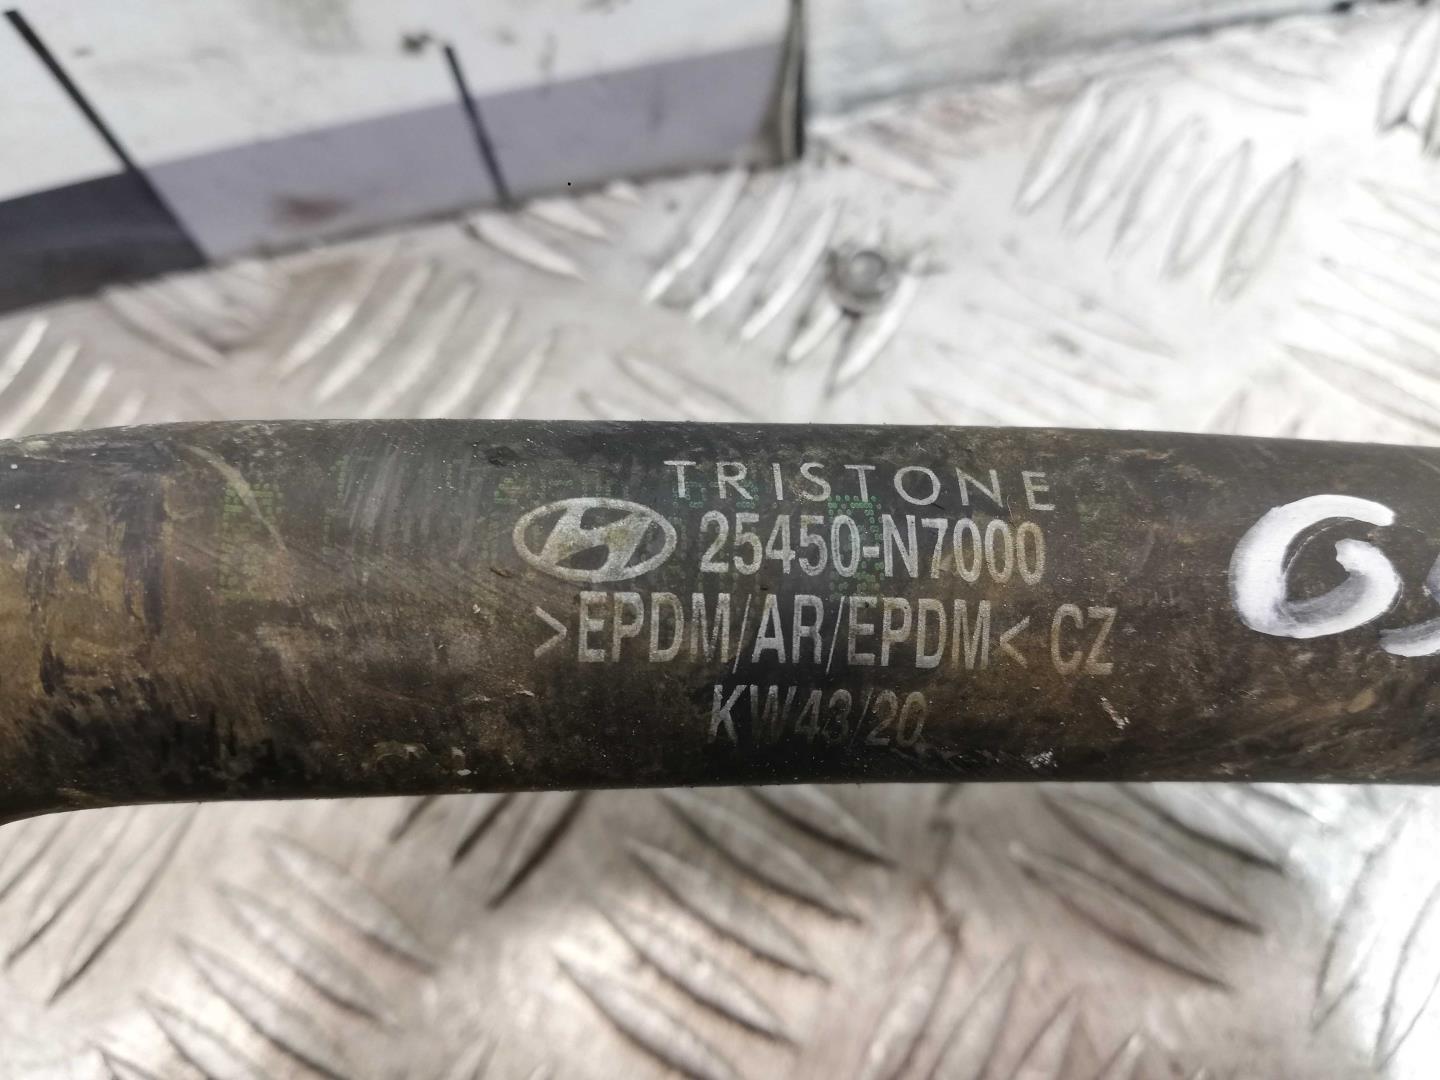 TRISTONE
25450-N7000
>EPDM/AR/EPDM< CZ
KW43/20